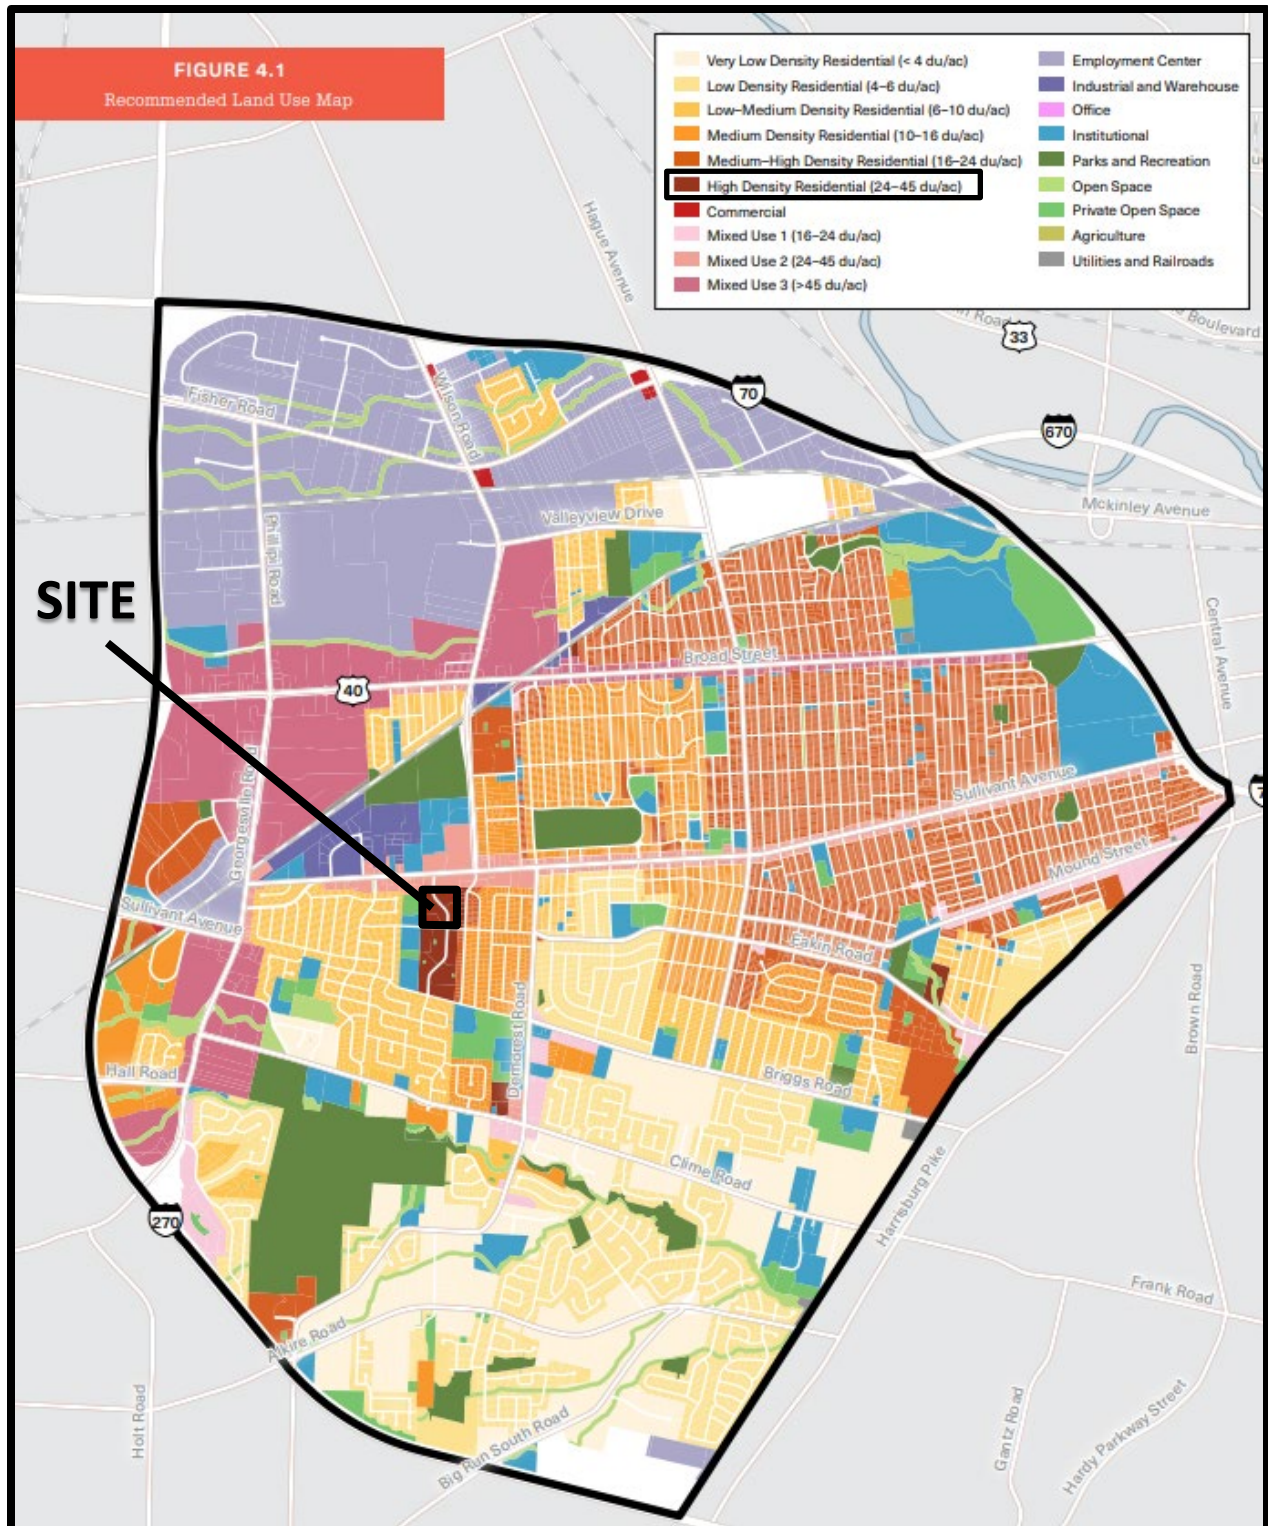 FIGURE 4.1
Recommended Land Use Map
Very Low Density Residential (< 4 du/ac)
Low Density Residential (4–6 du/ac)
Low–Medium Density Residential (6–10 du/ac)
Medium Density Residential (10–16 du/ac)
Medium–High Density Residential (16–24 du/ac)
High Density Residential (24–45 du/ac)
Commercial
Mixed Use 1 (16–24 du/ac)
Mixed Use 2 (24–45 du/ac)
Mixed Use 3 (>45 du/ac)
Employment Center
Industrial and Warehouse
Office
Institutional
Parks and Recreation
Open Space
Private Open Space
Agriculture
Utilities and Railroads
Hague Avenue
Boulevard
33
70
670
Fisher Road
Wilson Road
Mckinley Avenue
Valleyview Drive
Phillipi Road
SITE
Central Avenue
Broad Street
40
Georgesville Road
Sullivant Avenue
Mound Street
Sullivant Avenue
Eakin Road
Brown Road
Demorest Road
Hall Road
Briggs Road
Clime Road
Harrisburg Pike
270
Frank Road
Alkire Road
Holt Road
Big Run South Road
Gantz Road
Hardy Parkway Street